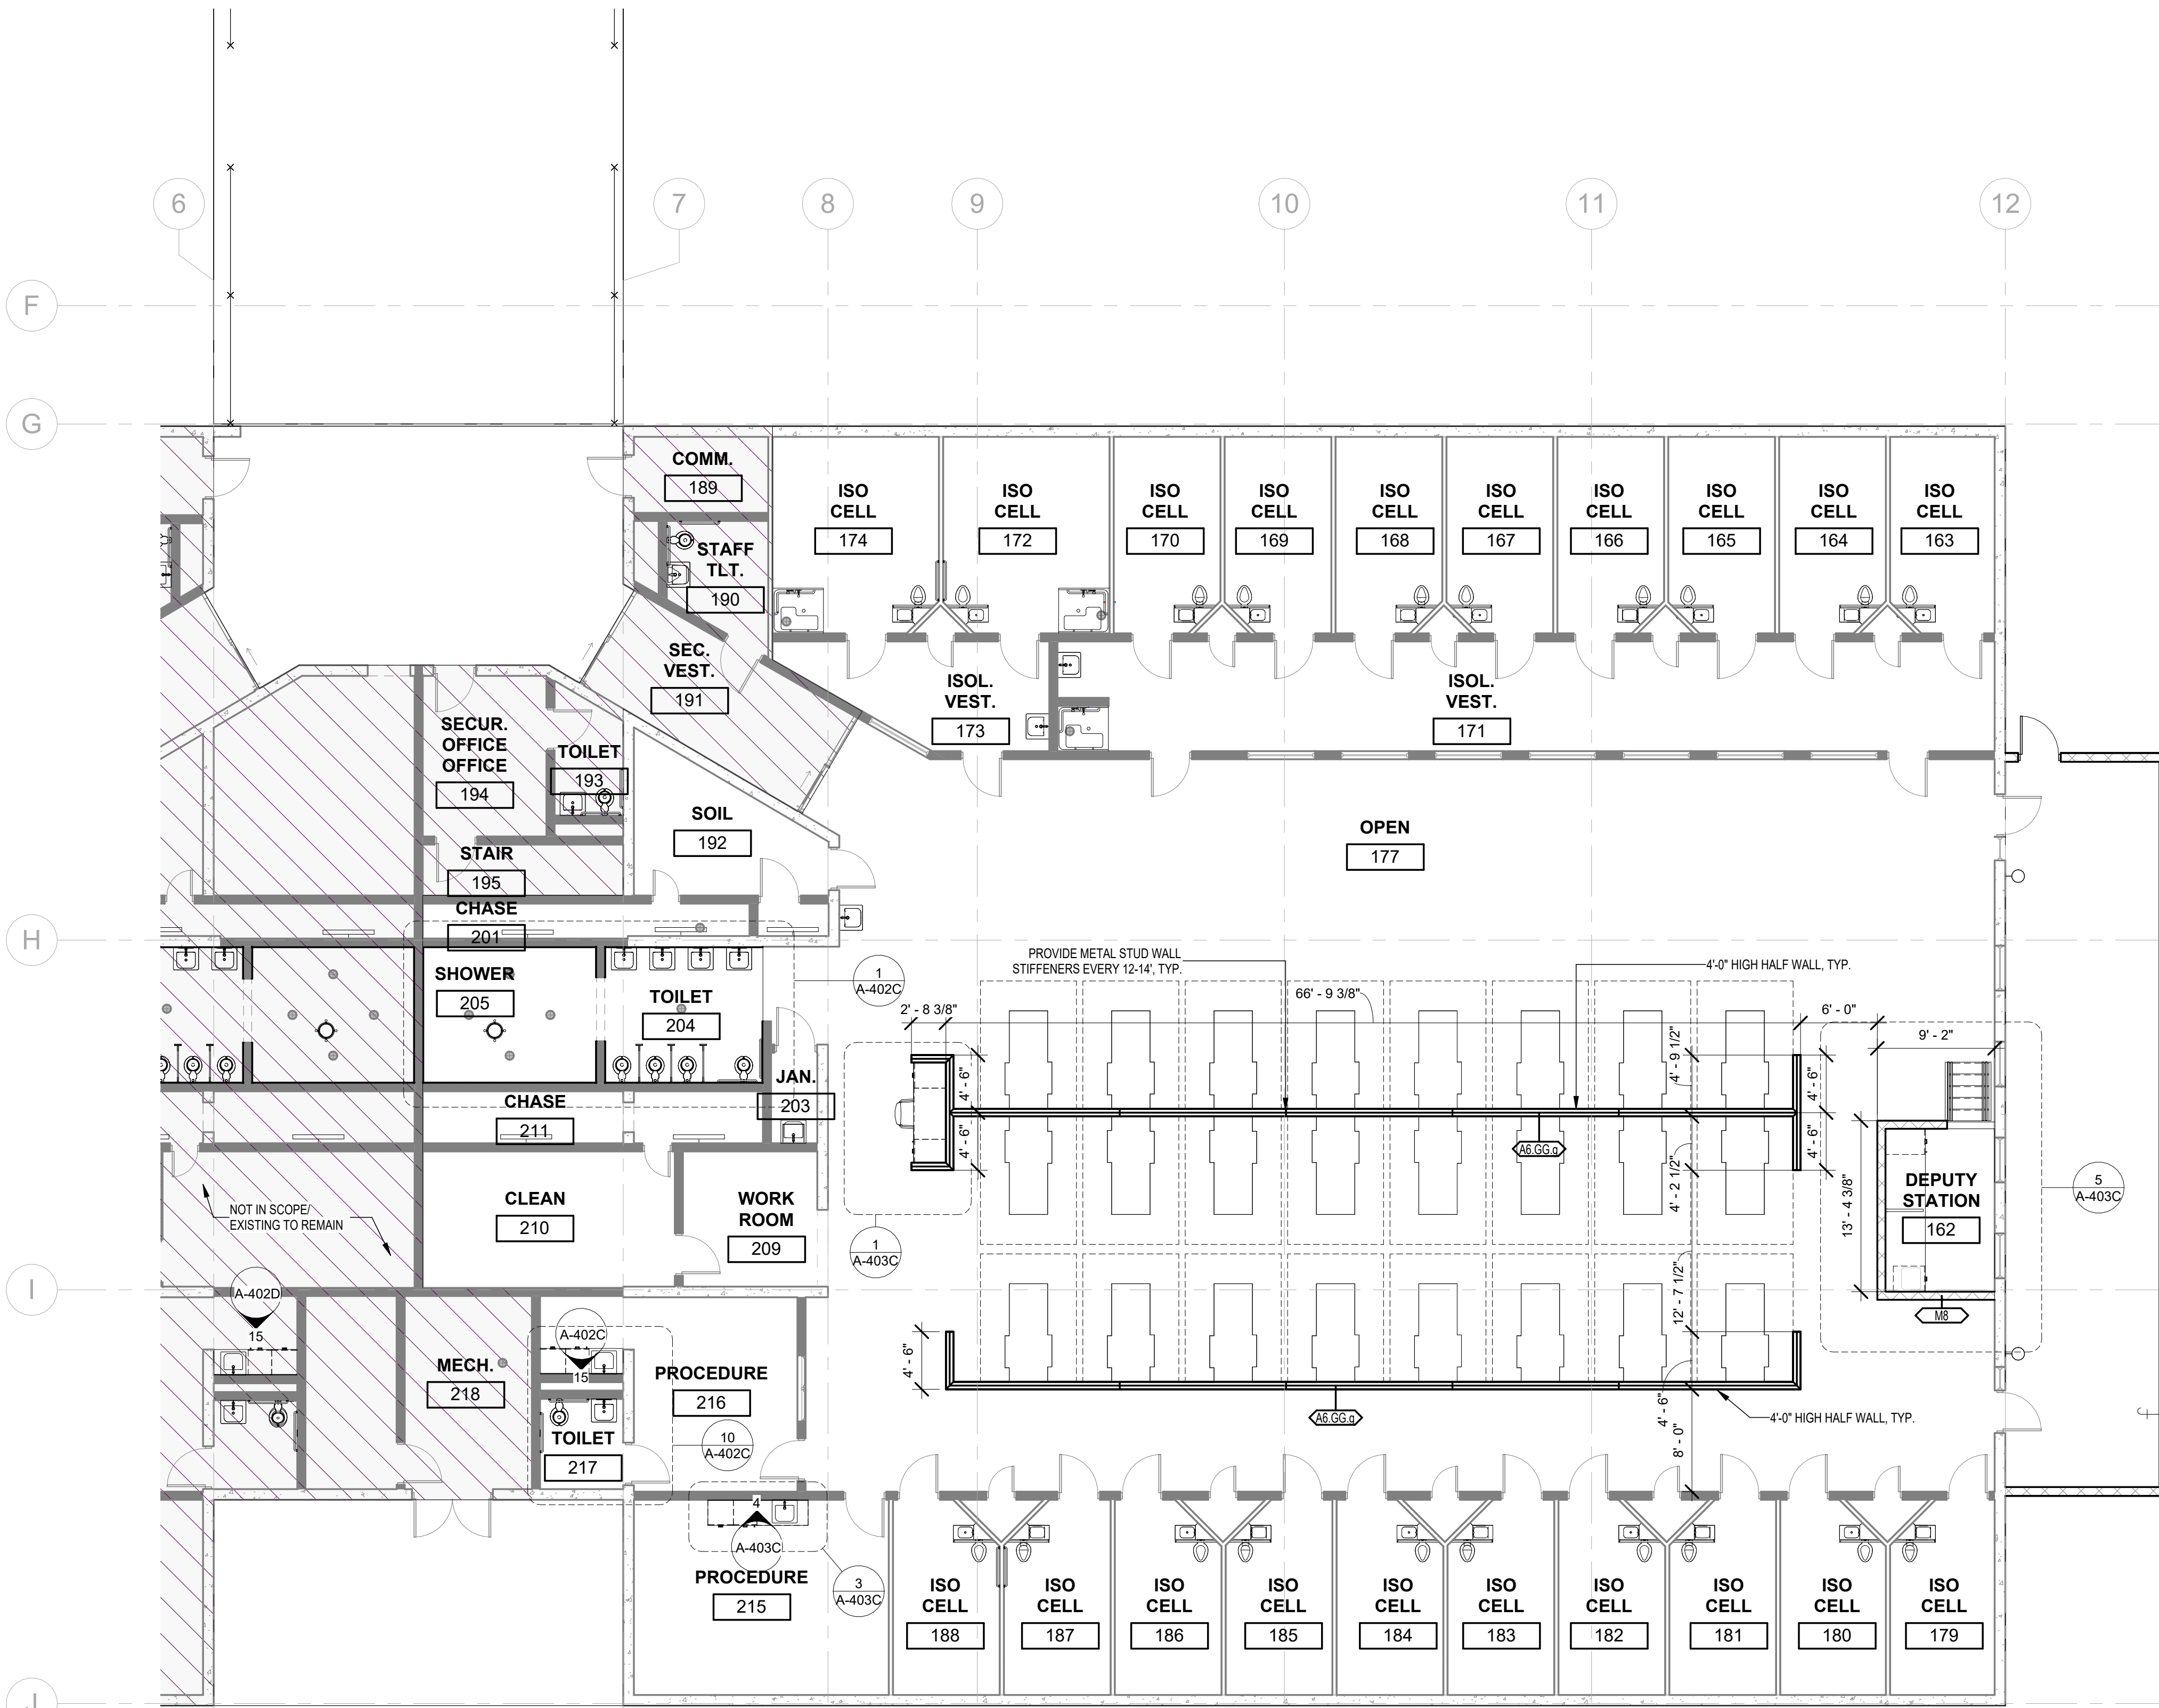 6
7
8
9
10
11
12
F
G
COMM.
189
STAFF
TLT.
190
ISO
CELL
174
ISO
CELL
172
ISO
CELL
170
ISO
CELL
169
ISO
CELL
168
ISO
CELL
167
ISO
CELL
166
ISO
CELL
165
ISO
CELL
164
ISO
CELL
163
SEC.
VEST.
191
ISOL.
VEST.
173
ISOL.
VEST.
171
SECUR.
OFFICE
OFFICE
194
TOILET
193
SOIL
192
OPEN
177
STAIR
195
CHASE
201
H
SHOWER
205
TOILET
204
1
A-402C
PROVIDE METAL STUD WALL
STIFFENERS EVERY 12-14', TYP.
4'-0" HIGH HALF WALL, TYP.
2' - 8 3/8"
66' - 9 3/8"
6' - 0"
9' - 2"
4' - 9 1/2"
4' - 6"
4' - 6"
4' - 6"
4' - 6"
4' - 2 1/2"
JAN.
203
CHASE
211
A6.GG.g
CLEAN
210
WORK
ROOM
209
1
A-403C
NOT IN SCOPE/
EXISTING TO REMAIN
13' - 4 3/8"
DEPUTY
STATION
162
5
A-403C
M8
I
A-402D
15
A-402C
15
12' - 7 1/2"
4' - 6"
MECH.
218
PROCEDURE
216
A6.GG.g
4' - 6"
4'-0" HIGH HALF WALL, TYP.
TOILET
217
10
A-402C
8' - 0"
4
A-403C
3
A-403C
PROCEDURE
215
ISO
CELL
188
ISO
CELL
187
ISO
CELL
186
ISO
CELL
185
ISO
CELL
184
ISO
CELL
183
ISO
CELL
182
ISO
CELL
181
ISO
CELL
180
ISO
CELL
179
J